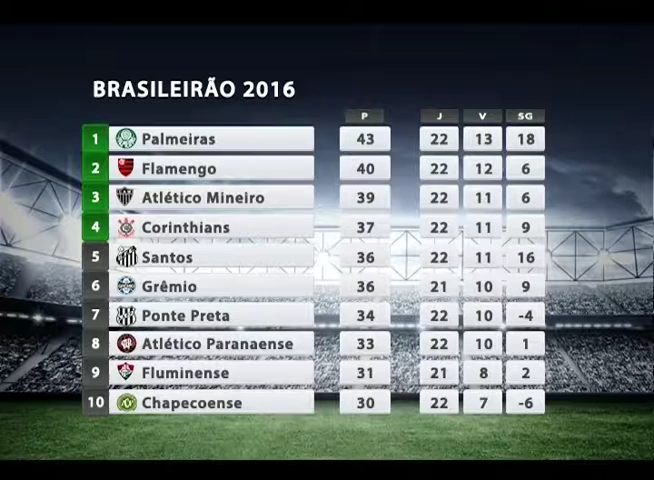 BRASILEIRÃO 2016
P J V SG
1 Palmeiras 43 22 13 18
2 Flamengo 40 22 12 6
3 Atlético Mineiro 39 22 11 6
4 Corinthians 37 22 11 9
5 Santos 36 22 11 16
6 Grêmio 36 21 10 9
7 Ponte Preta 34 22 10 -4
8 Atlético Paranaense 33 22 10 1
9 Fluminense 31 21 8 2
10 Chapecoense 30 22 7 -6